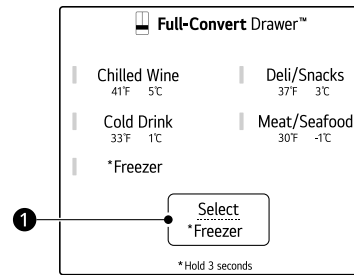 Full-Convert Drawer™
Chilled Wine
41°F 5°C
Deli/Snacks
37°F 3°C
Cold Drink
33°F 1°C
Meat/Seafood
30°F -1°C
*Freezer
1
Select
*Freezer
*Hold 3 seconds